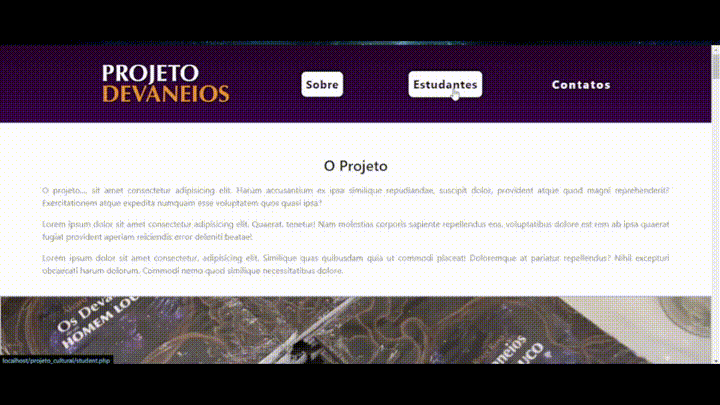 PROJETO
DEVANEIOS
Sobre
Estudantes
Contatos
O Projeto
O projeto.... sit amet consectetur adipisicing elit. Harum accusantium ex ipsa similique repudiandae, suscipit dolor, provident atque quod magni reprehenderit?
Exercitationem atque expedita numquam esse voluptatem quos quasi ipsa?
Lorem ipsum dolor sit amet consectetur adipisicing elit. Quaerat, tenetur! Nam molestias corporis sapiente repellendus eos, voluptatibus dolore est rem ab ipsa quaerat
fugiat provident aperiam reiciendis error deleniti beatae!
Lorem ipsum dolor sit amet consectetur, adipisicing elit. Similique quas quibusdam quia ut commodi placeat! Doloremque at pariatur repellendus? Nihil excepturi
obcaecati harum dolorum. Commodi nemo quod similique necessitatibus dolore.
Os Deva
HOMEM LOU
neios
UCO
localhost/projeto_cultural/student.php